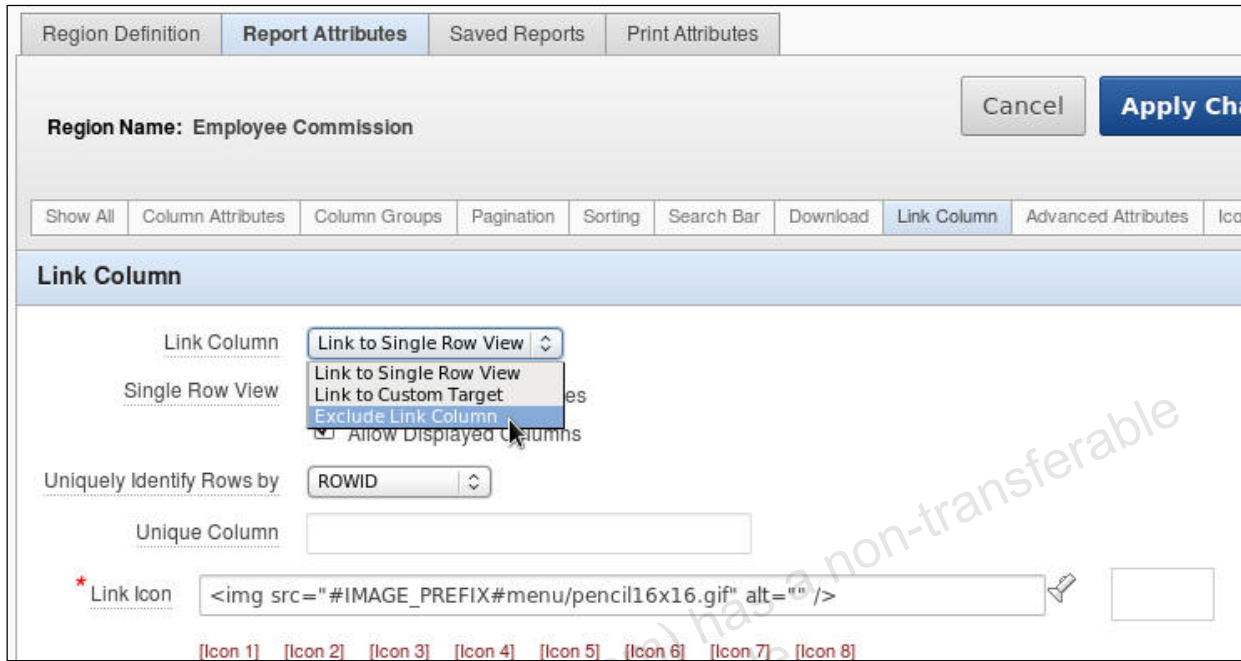 Region Definition Report Attributes Saved Reports Print Attributes
Cancel Apply Cha
Region Name: Employee Commission
Show All Column Attributes Column Groups Pagination Sorting Search Bar Download Link Column Advanced Attributes Ico
Link Column
Link Column Link to Single Row View
Link to Single Row View
Single Row View Link to Custom Target es
Exclude Link Column
Allow Displayed Columns
Uniquely Identify Rows by ROWID
Unique Column
* Link Icon <img src="#IMAGE_PREFIX#menu/pencil16x16.gif" alt="" />
[Icon 1] [Icon 2] [Icon 3] [Icon 4] [Icon 5] [Icon 6] [Icon 7] [Icon 8]
) has a non-transferable